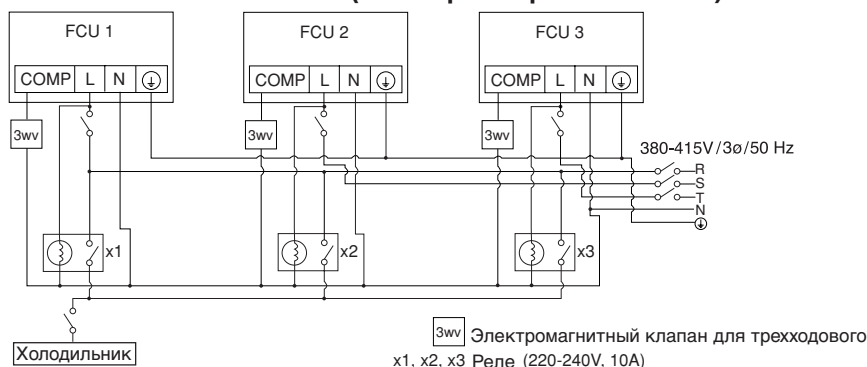 FCU 1
FCU 2
FCU 3
COMP L N
COMP L N
COMP L N
3wv
3wv
3wv
380-415V/3ø/50 Hz
R
S
T
N
x1
x2
x3
3wv Электромагнитный клапан для трехходового
Холодильник
x1, x2, x3 Реле (220-240V, 10A)